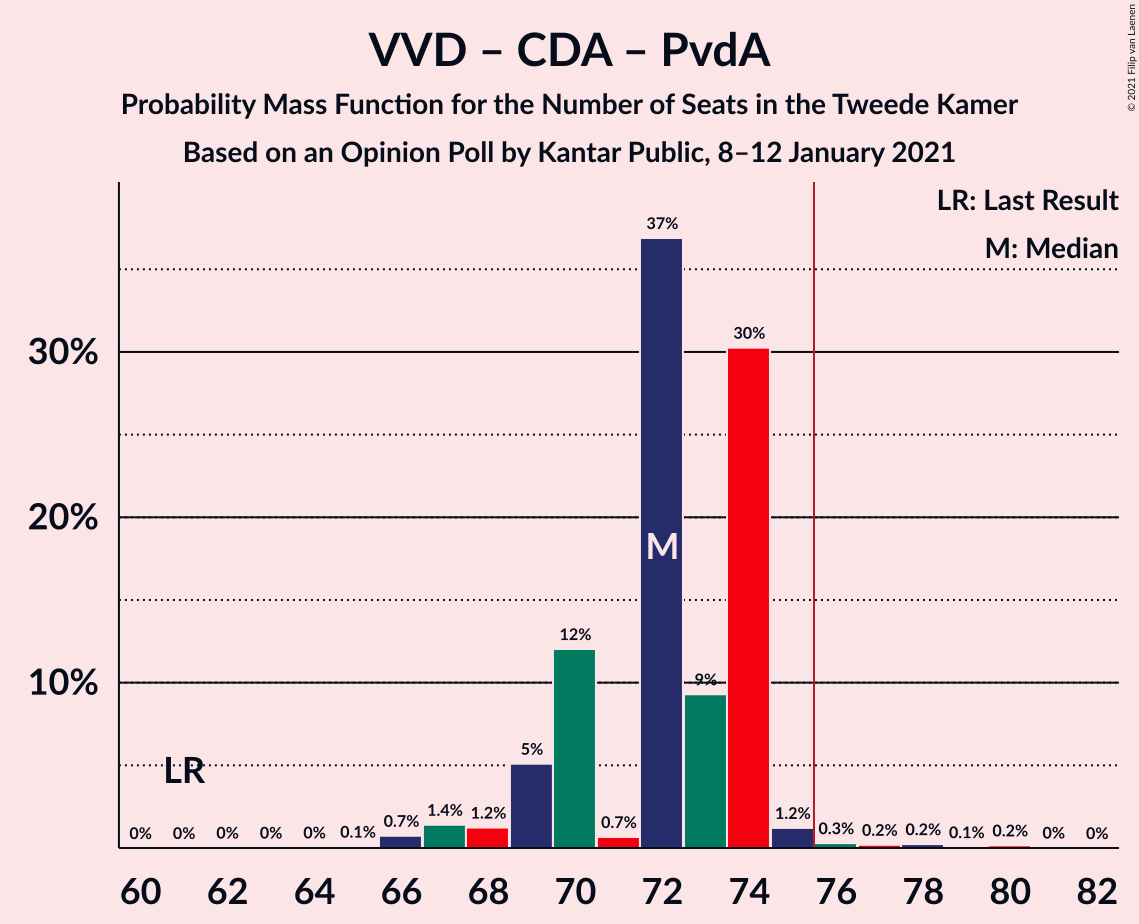 VVD – CDA – PvdA
Probability Mass Function for the Number of Seats in the Tweede Kamer
Based on an Opinion Poll by Kantar Public, 8–12 January 2021
© 2021 Filip van Laenen
LR: Last Result
M: Median
37%
30%
30%
20%
M
12%
10%
9%
5%
LR
0% 0% 0% 0% 0% 0.1% 0.7% 1.4% 1.2% 0.7% 1.2% 0.3% 0.2% 0.2% 0.1% 0.2% 0% 0%
60 62 64 66 68 70 72 74 76 78 80 82